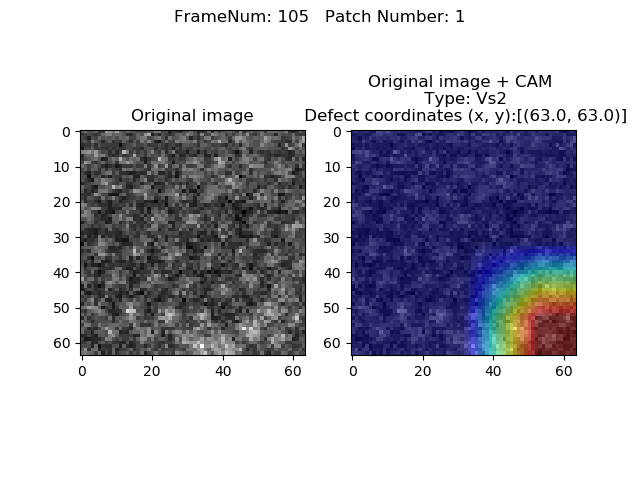 FrameNum: 105   Patch Number: 1
Original image
Original image + CAM
Type: Vs2
Defect coordinates (x, y):[(63.0, 63.0)]
0
10
20
30
40
50
60
0 20 40 60
0
10
20
30
40
50
60
0 20 40 60